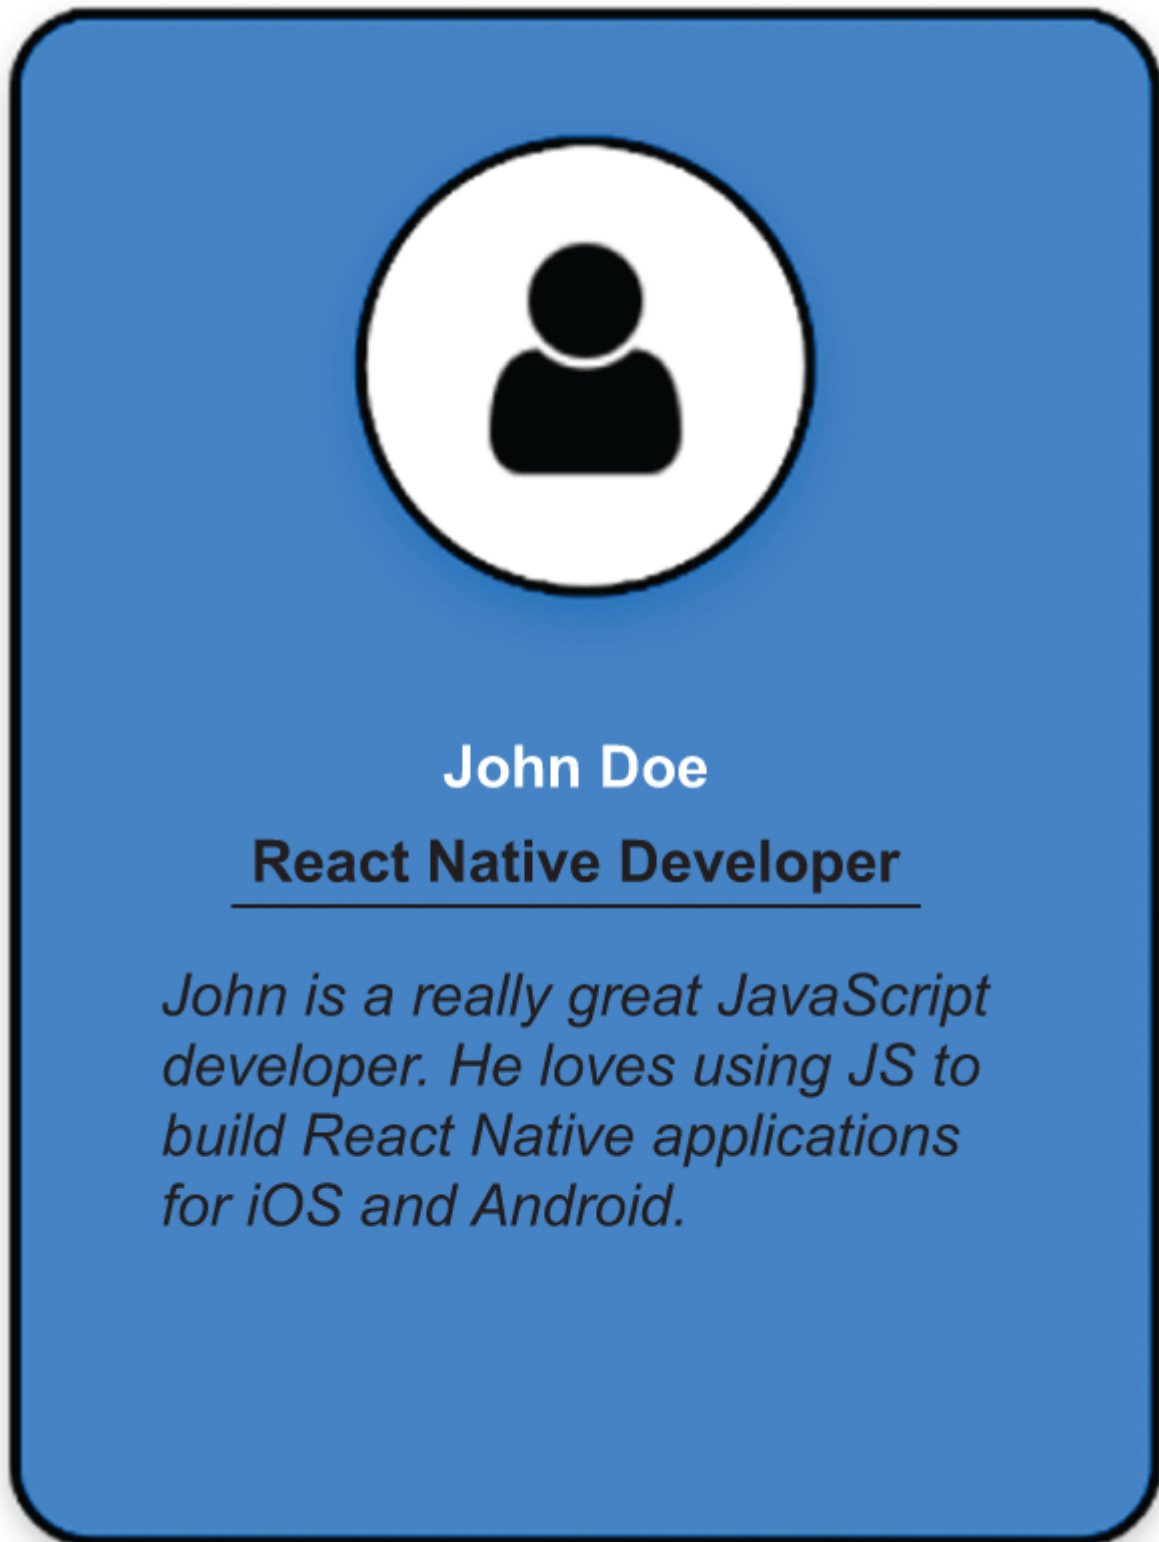 John Doe
React Native Developer
John is a really great JavaScript
developer. He loves using JS to
build React Native applications
for iOS and Android.